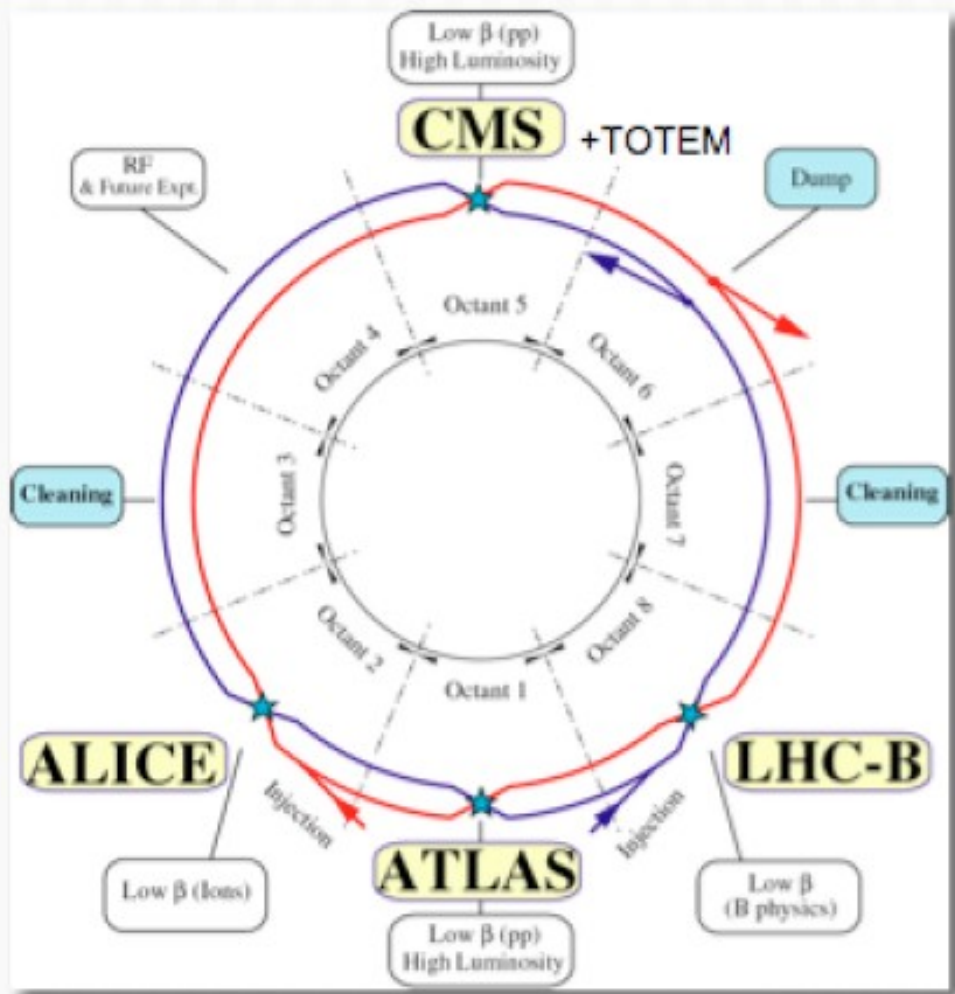 Low β (pp)
High Luminosity
CMS
+TOTEM
RF
& Future Expt.
Dump
Octant 5
Octant 4
Octant 6
Octant 3
Octant 7
Cleaning
Cleaning
Octant 2
Octant 8
Octant 1
ALICE
LHC-B
Injection
Injection
ATLAS
Low β (Ions)
Low β
(B physics)
Low β (pp)
High Luminosity